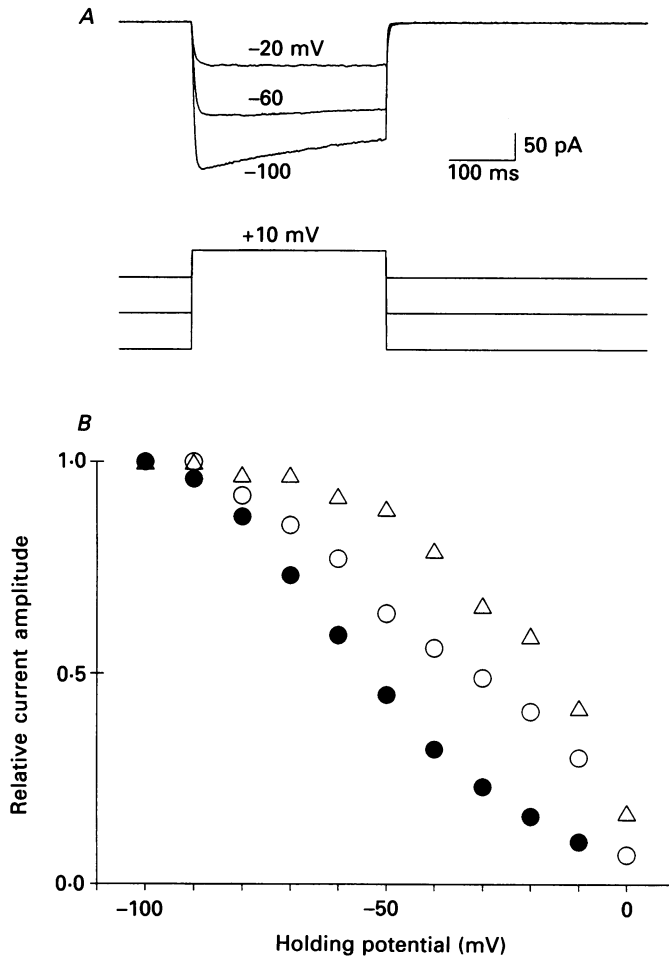 A
−20 mV
−60
−100
50 pA
100 ms
+10 mV
B
1·0
0·5
0·0
Relative current amplitude
−100
−50
0
Holding potential (mV)